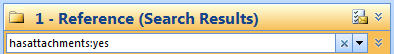 1 - Reference (Search Results)
hasattachments:yes